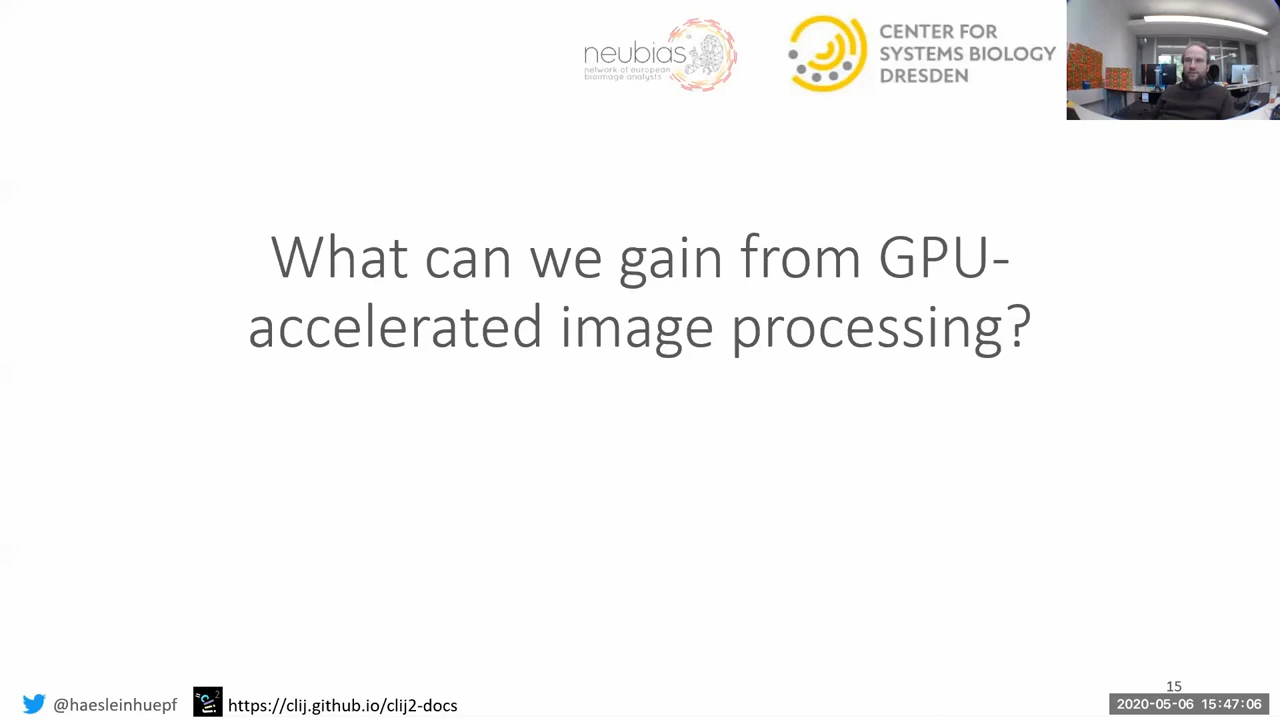 neubias
network of european
bioimage analysts
CENTER FOR
SYSTEMS BIOLOGY
DRESDEN
What can we gain from GPU-
accelerated image processing?
@haesleinhuepf
https://clij.github.io/clij2-docs
15
2020-05-06 15:47:06